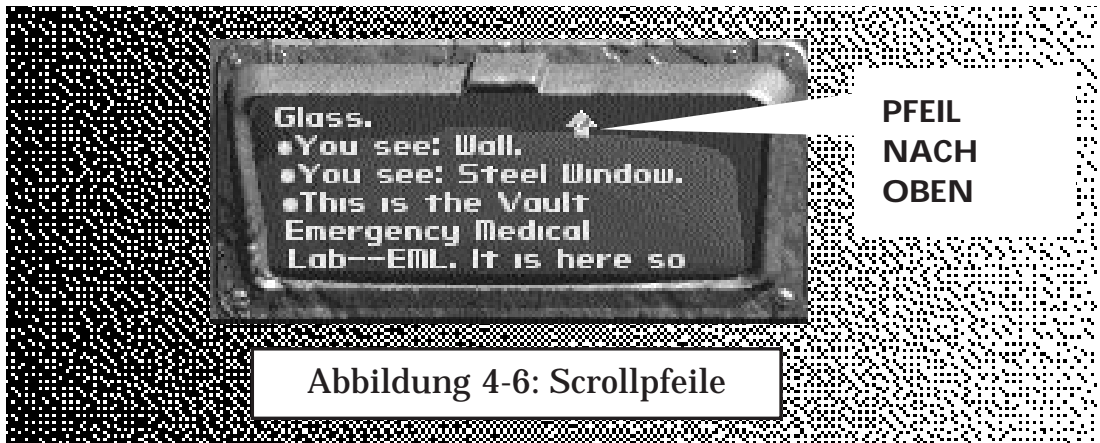 Glass.
•You see: Wall.
•You see: Steel Window.
•This is the Vault
Emergency Medical
Lab--EML. It is here so
PFEIL
NACH
OBEN
Abbildung 4-6: Scrollpfeile